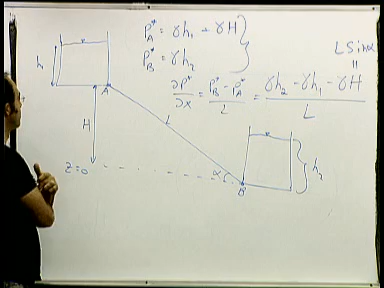 P*A = γh1 + γH
P*B = γh2
L sinα
=
∂P*/∂x = (P*B - P*A)/L = (γh2 - γh1 - γH)/L
h
A
H
L
z=0
α
B
h2